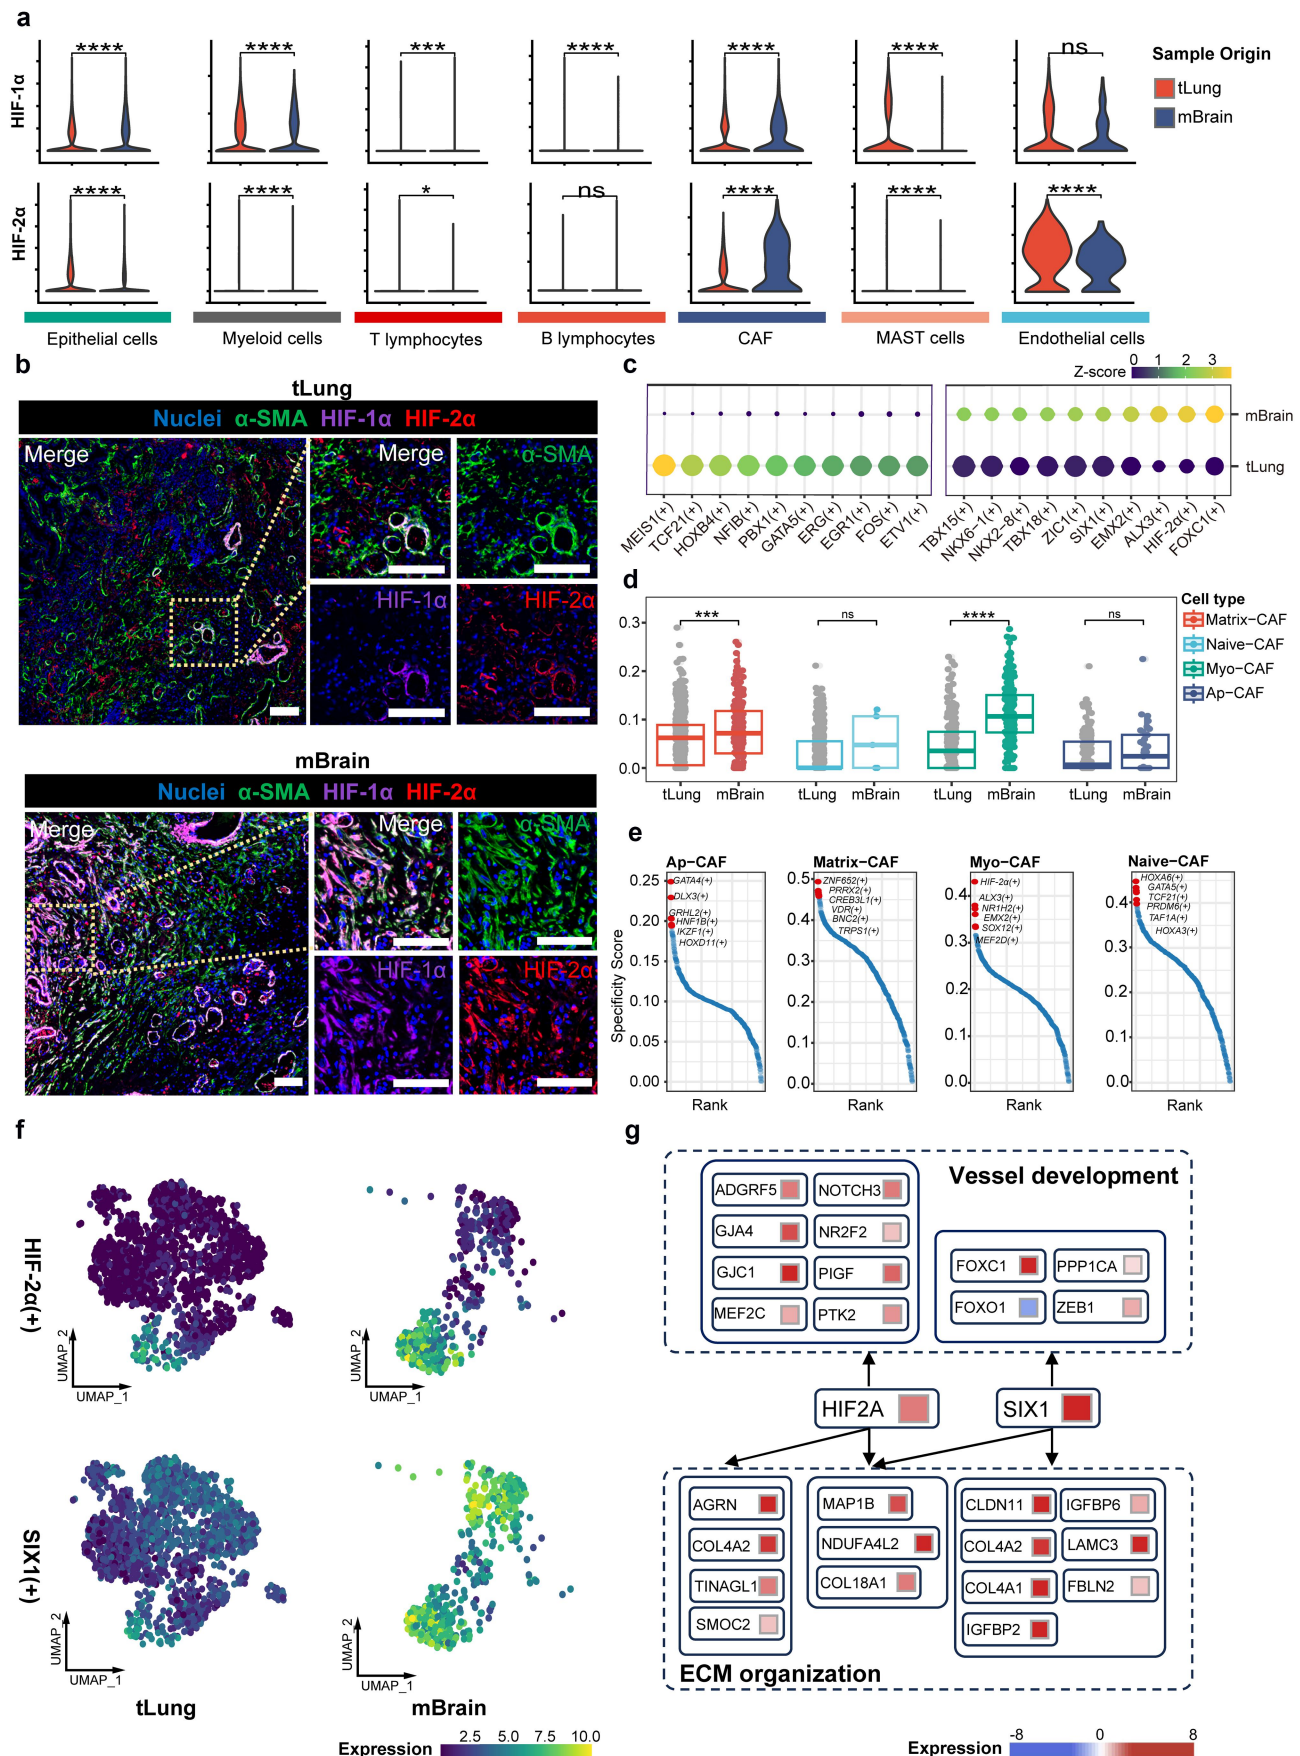 a
HIF-1α
**** **** *** **** **** **** ns
Sample Origin
tLung
mBrain
HIF-2α
**** **** * ns **** **** ****
Epithelial cells Myeloid cells T lymphocytes B lymphocytes CAF MAST cells Endothelial cells
b
tLung
Nuclei α-SMA HIF-1α HIF-2α
Merge Merge α-SMA
HIF-1α HIF-2α
mBrain
Nuclei α-SMA HIF-1α HIF-2α
Merge Merge α-SMA
HIF-1α HIF-2α
c
Z-score 0 1 2 3
mBrain
tLung
MEIS1(+) TCF21(+) HOXB4(+) NFIB(+) PBX1(+) GATA5(+) ERG(+) EGR1(+) FOS(+) ETV1(+)
TBX15(+) NKX6-1(+) NKX2-8(+) TBX18(+) ZIC1(+) SIX1(+) EMX2(+) ALX3(+) HIF-2α(+) FOXC1(+)
d
0.3
0.2
0.1
0.0
*** ns **** ns
tLung mBrain tLung mBrain tLung mBrain tLung mBrain
Cell type
Matrix-CAF
Naive-CAF
Myo-CAF
Ap-CAF
e
Specificity Score
Ap-CAF
0.25
0.20
0.15
0.10
0.05
0.00
GATA4(+)
DLX3(+)
GRHL2(+)
HNF1B(+)
IKZF1(+)
HOXD11(+)
Rank
Matrix-CAF
0.5
0.4
0.3
0.2
0.1
0.0
ZNF652(+)
PRRX2(+)
CREB3L1(+)
VDR(+)
BNC2(+)
TRPS1(+)
Rank
Myo-CAF
0.4
0.3
0.2
0.1
0.0
HIF-2α(+)
ALX3(+)
NR1H2(+)
EMX2(+)
SOX12(+)
MEF2D(+)
Rank
Naive-CAF
0.4
0.3
0.2
0.1
0.0
HOXA6(+)
GATA5(+)
TCF21(+)
PRDM6(+)
TAF1A(+)
HOXA3(+)
Rank
f
HIF-2α(+)
UMAP_2
UMAP_1
UMAP_2
UMAP_1
SIX1(+)
UMAP_2
UMAP_1
UMAP_2
UMAP_1
tLung mBrain
Expression 2.5 5.0 7.5 10.0
g
Vessel development
ADGRF5 NOTCH3
GJA4 NR2F2
GJC1 PIGF
MEF2C PTK2
FOXC1 PPP1CA
FOXO1 ZEB1
HIF2A SIX1
AGRN
COL4A2
TINAGL1
SMOC2
MAP1B
NDUFA4L2
COL18A1
CLDN11 IGFBP6
COL4A2 LAMC3
COL4A1 FBLN2
IGFBP2
ECM organization
Expression -8 0 8